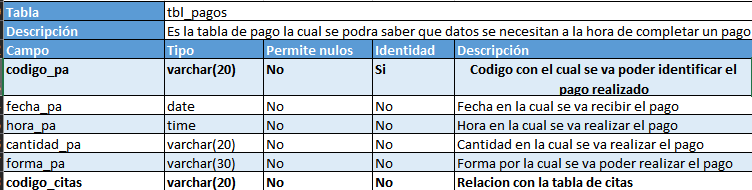 Tabla tbl_pagos
Descripción Es la tabla de pago la cual se podra saber que datos se necesitan a la hora de completar un pago
Campo Tipo Permite nulos Identidad Descripción
codigo_pa varchar(20) No Si Codigo con el cual se va poder identificar el
pago realizado
fecha_pa date No No Fecha en la cual se va recibir el pago
hora_pa time No No Hora en la cual se va realizar el pago
cantidad_pa varchar(20) No No Cantidad en la cual se va realizar el pago
forma_pa varchar(30) No No Forma por la cual se va poder realizar el pago
codigo_citas varchar(20) No No Relacion con la tabla de citas